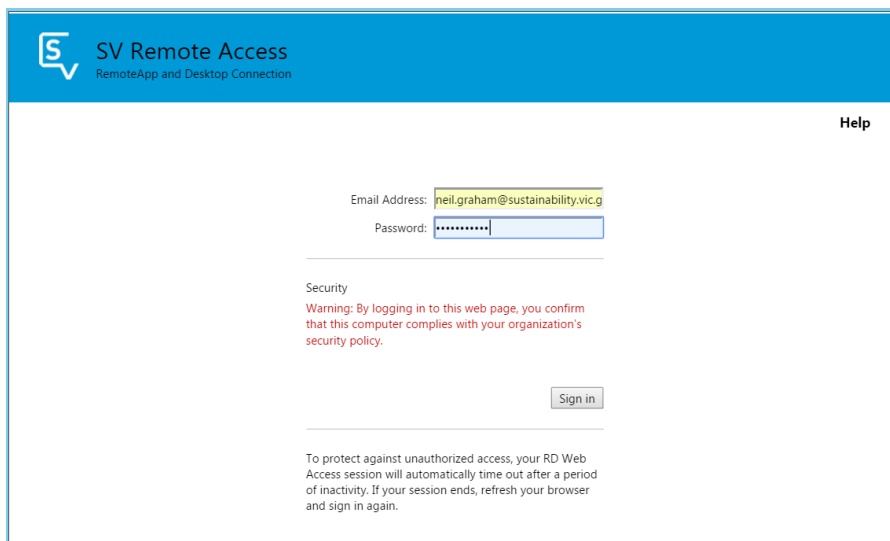 SV
SV Remote Access
RemoteApp and Desktop Connection
Help
Email Address: neil.graham@sustainability.vic.g
Password: •••••••••••
Security
Warning: By logging in to this web page, you confirm
that this computer complies with your organization's
security policy.
Sign in
To protect against unauthorized access, your RD Web
Access session will automatically time out after a period
of inactivity. If your session ends, refresh your browser
and sign in again.